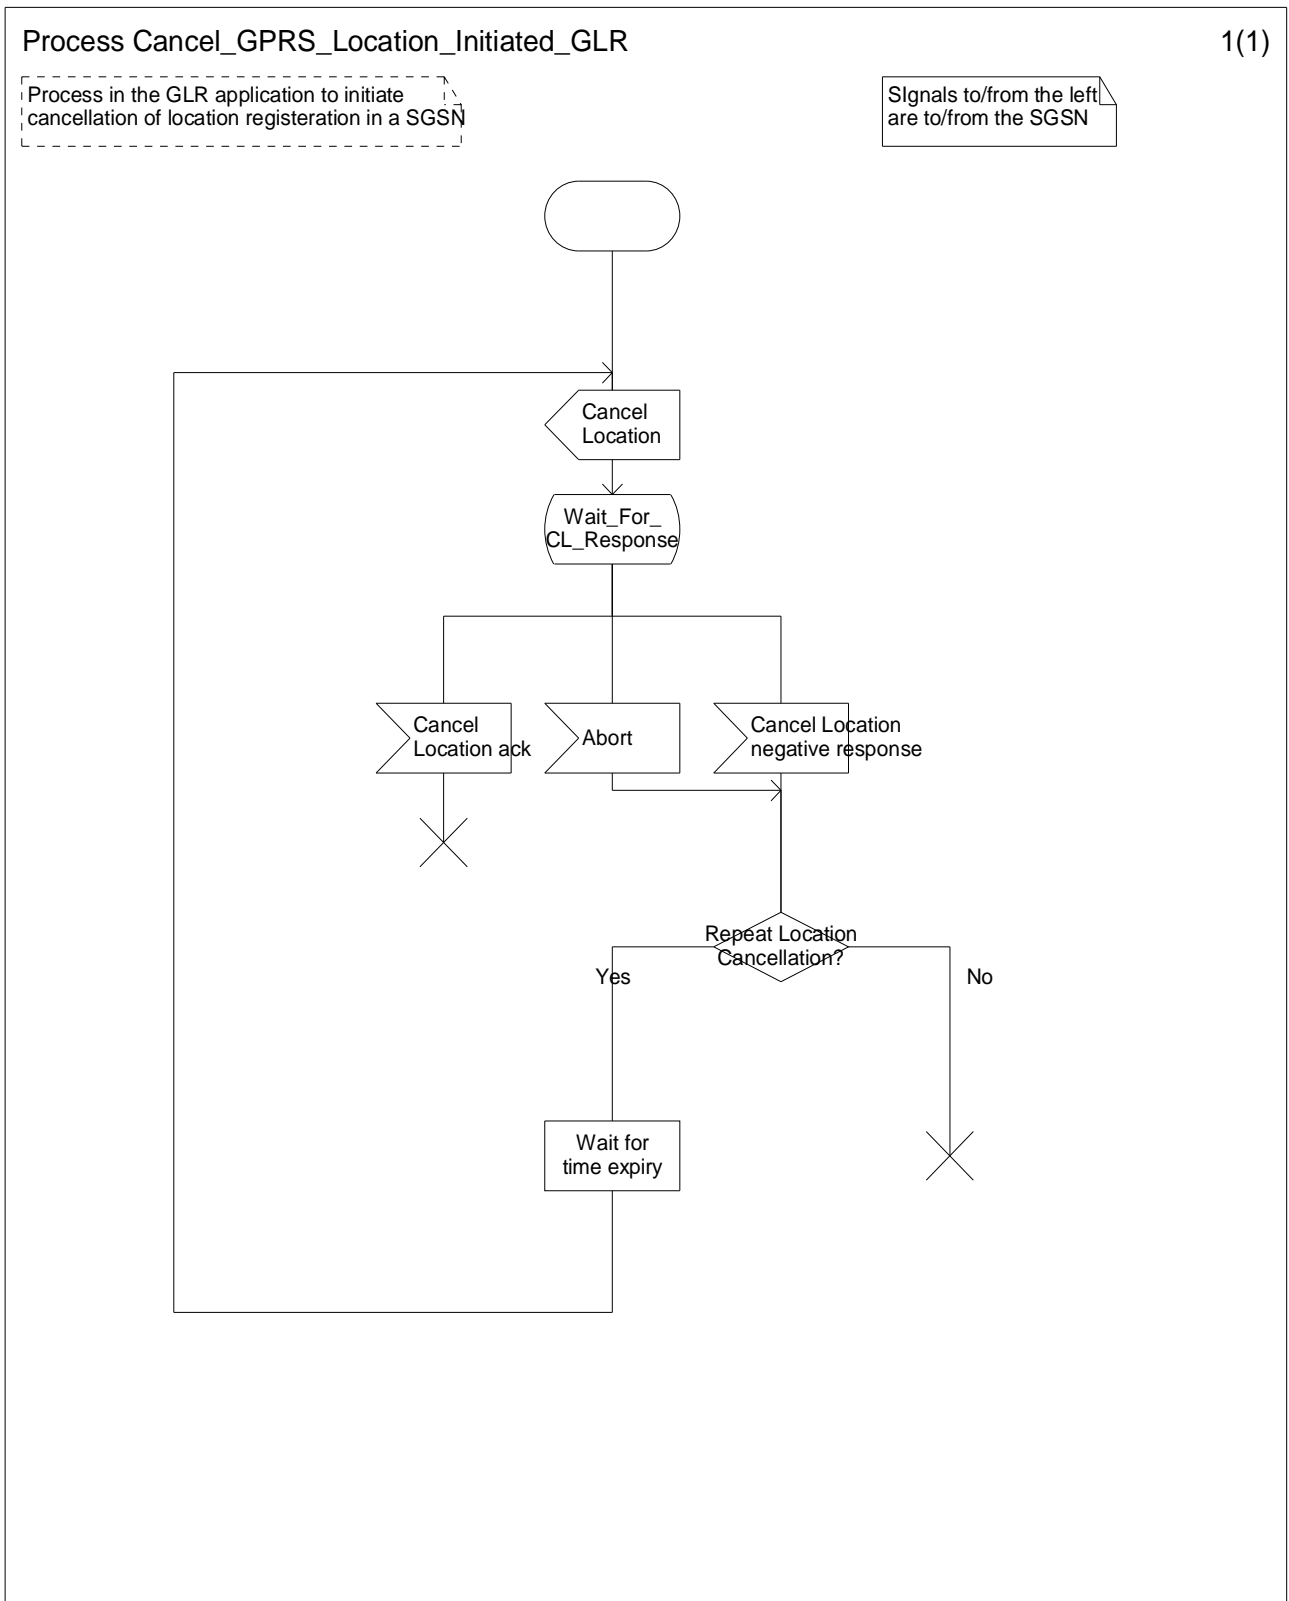 Process Cancel_GPRS_Location_Initiated_GLR
1(1)
Process in the GLR application to initiate
cancellation of location registeration in a SGSN
SIgnals to/from the left
are to/from the SGSN
Cancel
Location
Wait_For_
CL_Response
Cancel
Location ack
Abort
Cancel Location
negative response
Repeat Location
Cancellation?
Yes
No
Wait for
time expiry